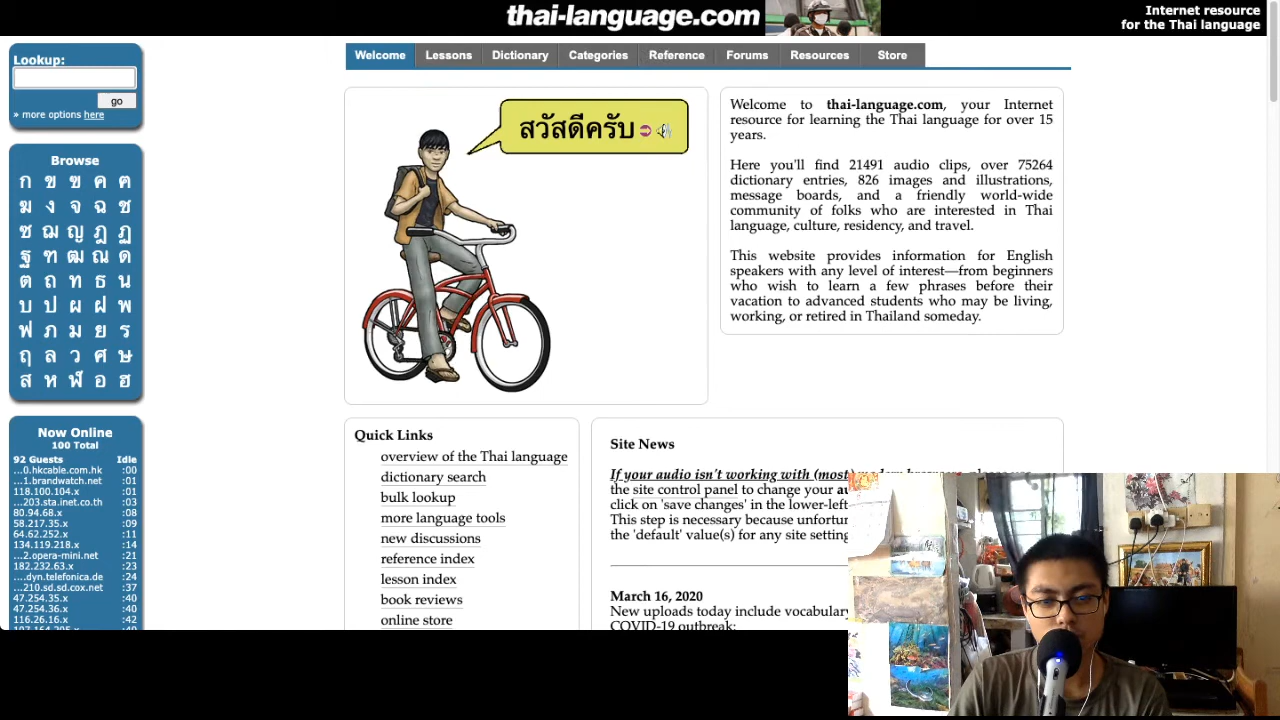 thai-language.com
Internet resource
for the Thai language
Lookup:
go
» more options here
Welcome
Lessons
Dictionary
Categories
Reference
Forums
Resources
Store
สวัสดีครับ
Welcome to thai-language.com, your Internet
resource for learning the Thai language for over 15
years.
Here you'll find 21491 audio clips, over 75264
dictionary entries, 826 images and illustrations,
message boards, and a friendly world-wide
community of folks who are interested in Thai
language, culture, residency, and travel.
This website provides information for English
speakers with any level of interest—from beginners
who wish to learn a few phrases before their
vacation to advanced students who may be living,
working, or retired in Thailand someday.
Browse
ก ข ฃ ค ฅ
ฆ ง จ ฉ ช
ซ ฌ ญ ฎ ฏ
ฐ ฑ ฒ ณ ด
ต ถ ท ธ น
บ ป ผ ฝ พ
ฟ ภ ม ย ร
ฤ ล ว ศ ษ
ส ห ฬ อ ฮ
Now Online
100 Total
92 Guests Idle
...0.hkcable.com.hk :00
...1.brandwatch.net :01
118.100.104.x :01
...203.sta.inet.co.th :03
80.94.68.x :08
58.217.35.x :09
64.62.252.x :11
134.119.218.x :14
...2.opera-mini.net :21
182.232.63.x :23
...dyn.telefonica.de :24
...210.sd.sd.cox.net :37
47.254.35.x :40
47.254.36.x :42
116.26.16.x :42
Quick Links
overview of the Thai language
dictionary search
bulk lookup
more language tools
new discussions
reference index
lesson index
book reviews
online store
Site News
If your audio isn't working with (most)
the site control panel to change your
click on 'save changes' in the lower-left
This step is necessary because
the 'default' value(s) for any site
March 16, 2020
New uploads today include vocabulary
COVID-19 outbreak: